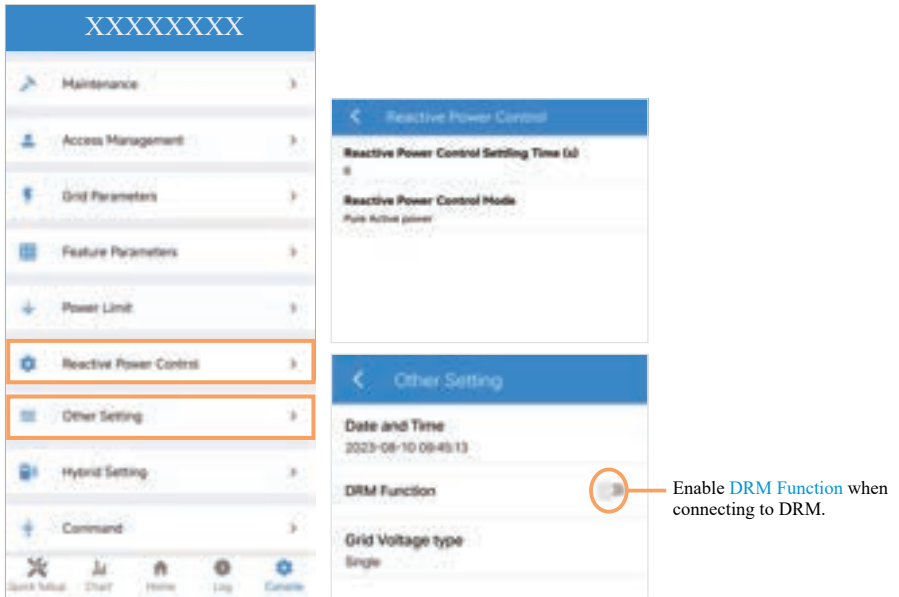 XXXXXXXX
Maintenance
Access Management
Grid Parameters
Feature Parameters
Power Limit
Reactive Power Control
Other Setting
Hybrid Setting
Command
Quick Setup Chart Home Log Console
Reactive Power Control
Reactive Power Control Settling Time (s)
Reactive Power Control Mode
Pure Active power
Other Setting
Date and Time
2023-08-10 09:45:13
DRM Function
Grid Voltage type
Single
Enable DRM Function when
connecting to DRM.